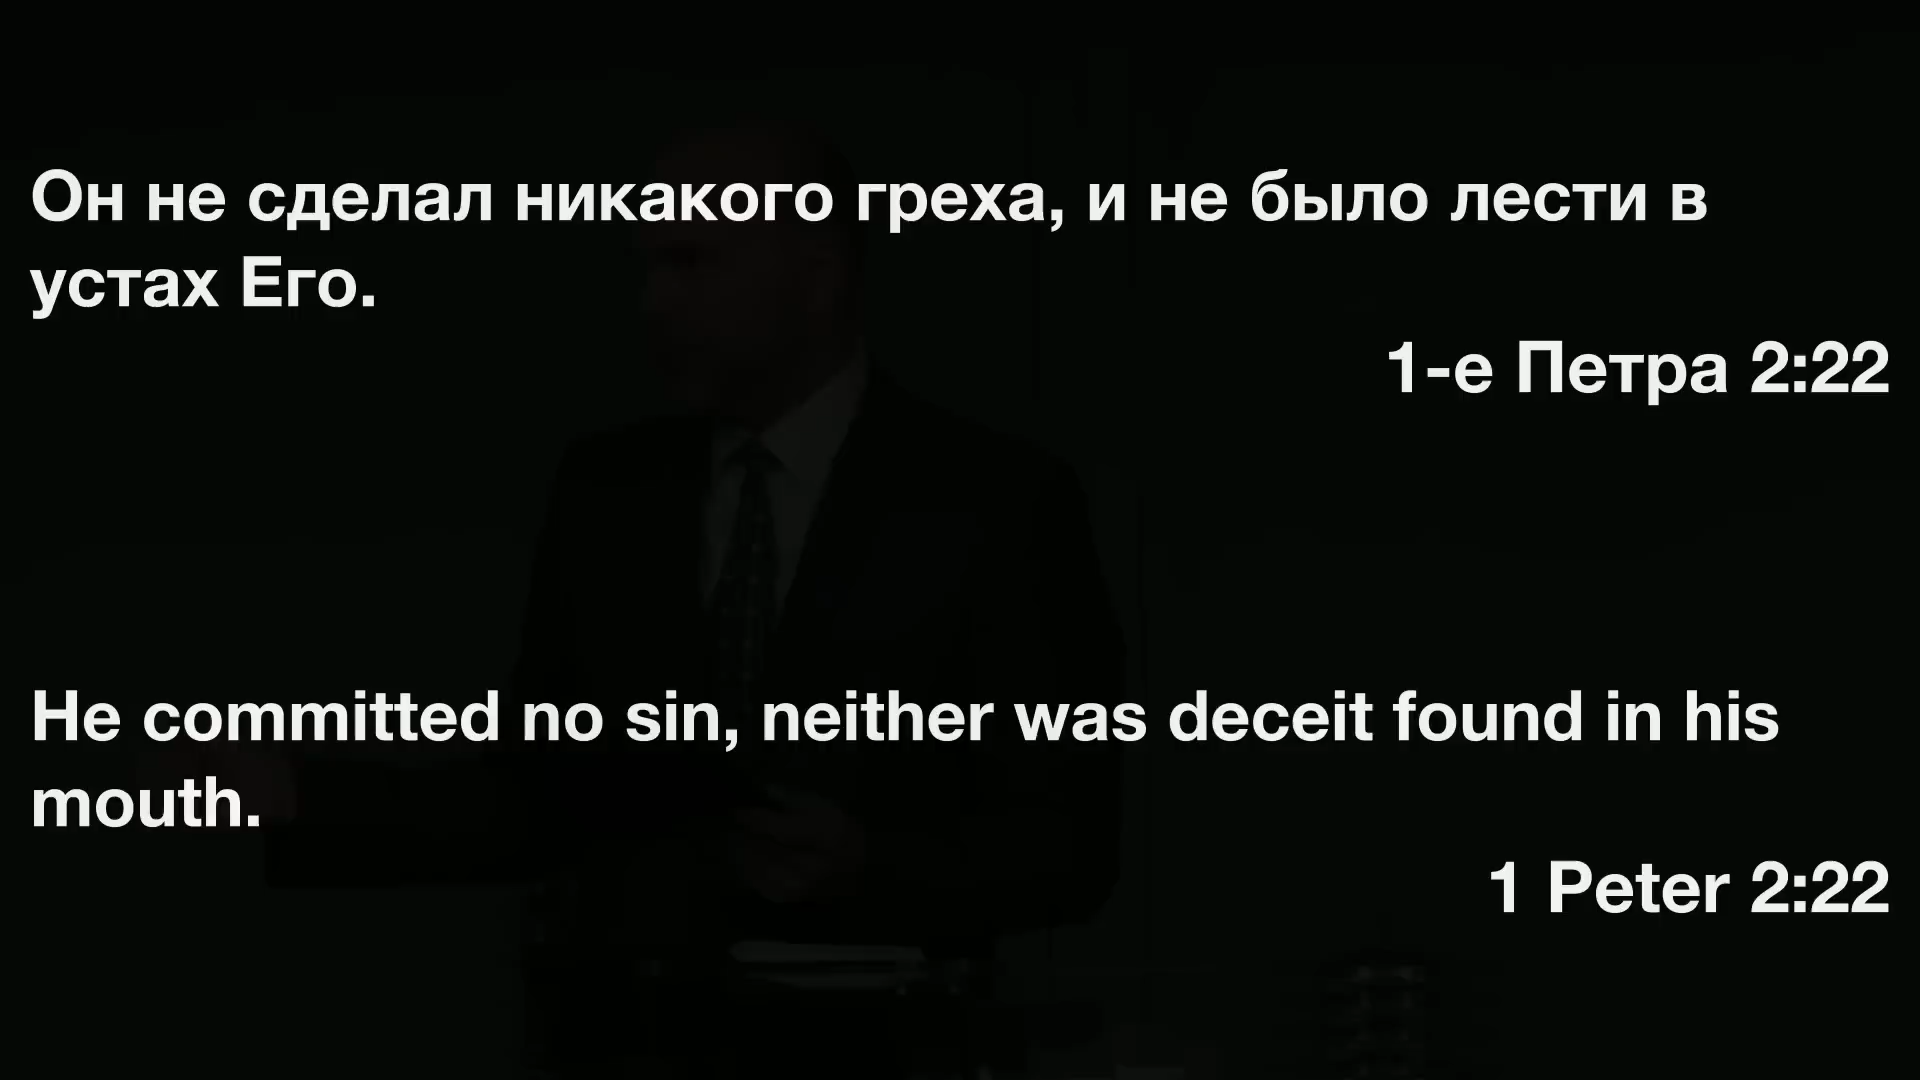 Он не сделал никакого греха, и не было лести в
устах Его.
1-е Петра 2:22
He committed no sin, neither was deceit found in his
mouth.
1 Peter 2:22